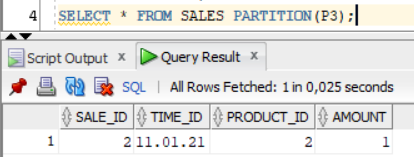 4 SELECT * FROM SALES PARTITION(P3);
Script Output x Query Result x
SQL | All Rows Fetched: 1 in 0,025 seconds
SALE_ID TIME_ID PRODUCT_ID AMOUNT
1 2 11.01.21 2 1